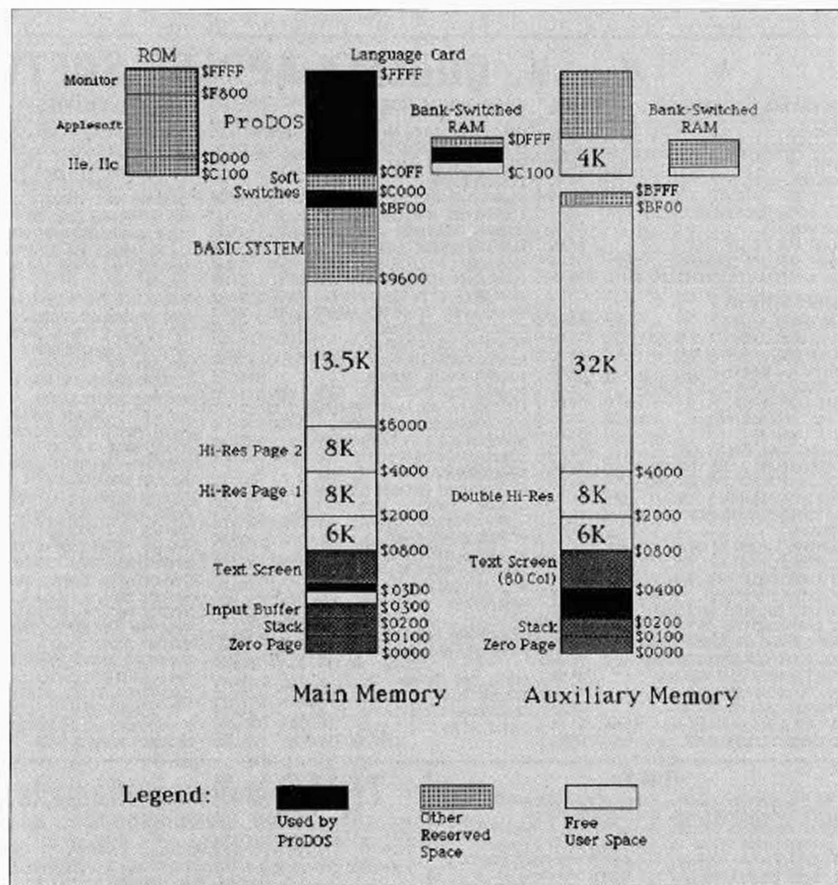 ROM
Monitor
Applesoft
IIe, IIc
$FFFF
$F800
$D000
$C100
Language Card
$FFFF
ProDOS
Soft
Switches
$C0FF
$C000
$BF00
BASIC.SYSTEM
$9600
13.5K
$6000
Hi-Res Page 2
8K
$4000
Hi-Res Page 1
8K
$2000
6K
$0800
Text Screen
$03D0
Input Buffer
$0300
Stack
$0200
$0100
Zero Page
$0000
Main Memory
Bank-Switched
RAM
$DFFF
$C100
4K
Bank-Switched
RAM
$BFFF
$BF00
32K
$4000
Double Hi-Res
8K
$2000
6K
$0800
Text Screen
(80 Col)
$0400
$0200
Stack
$0100
Zero Page
$0000
Auxiliary Memory
Legend:
Used by
ProDOS
Other
Reserved
Space
Free
User Space